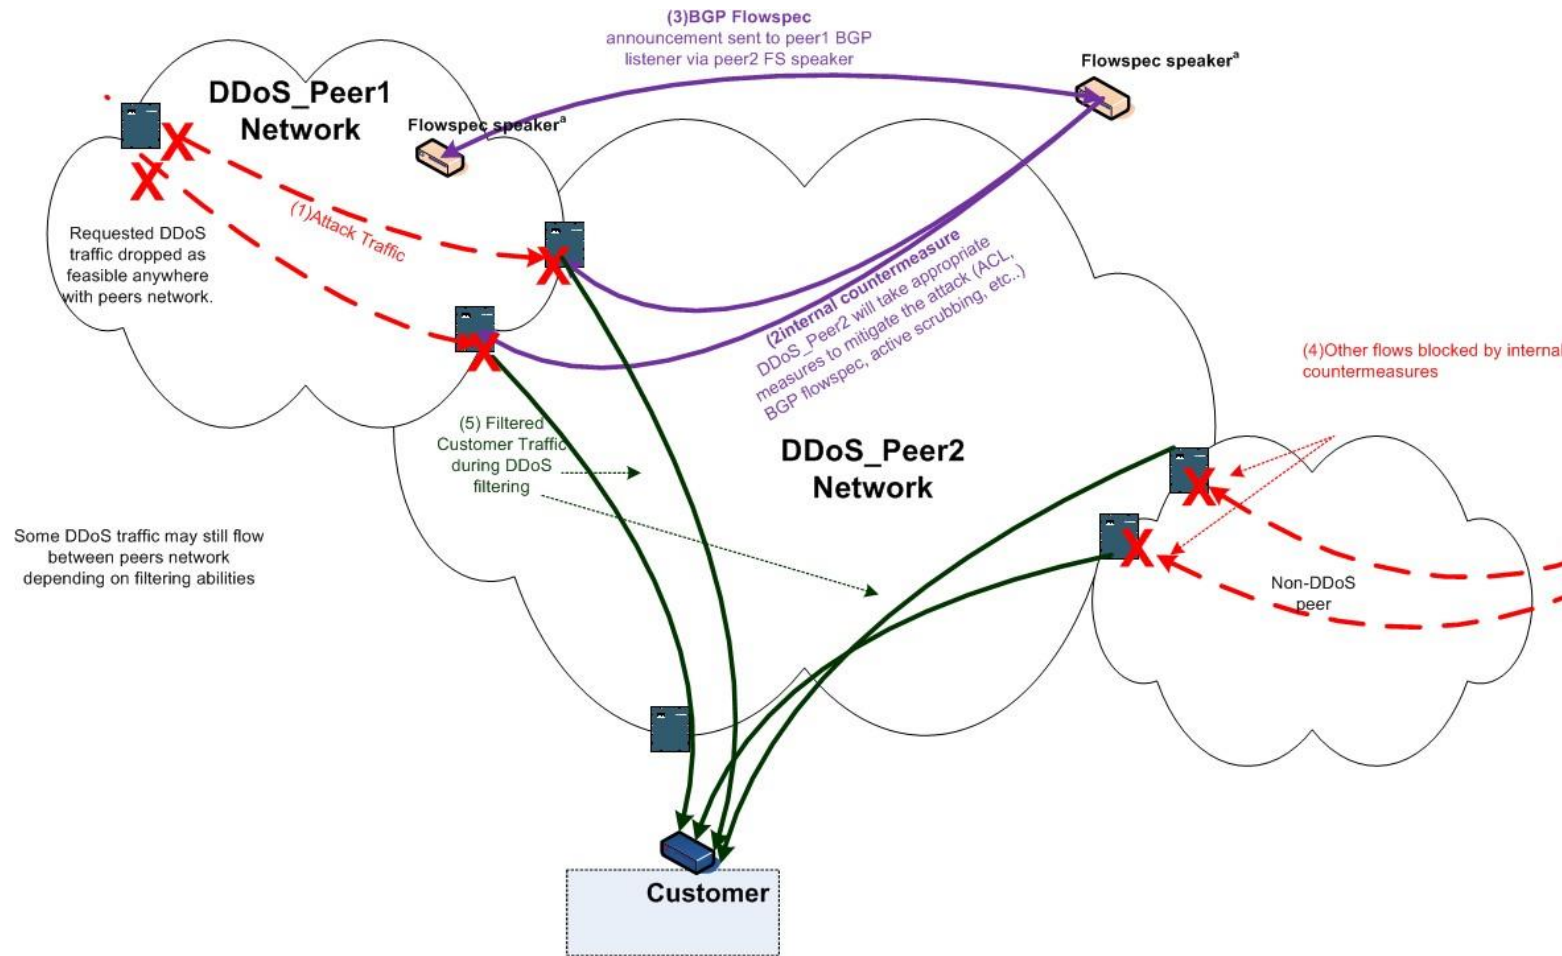 (3)BGP Flowspec
announcement sent to peer1 BGP
listener via peer2 FS speaker
Flowspec speakerª
DDoS_Peer1
Network
Flowspec speakerª
(1)Attack Traffic
Requested DDoS
traffic dropped as
feasible anywhere
with peers network.
(2internal countermeasure
DDoS_Peer2 will take appropriate
measures to mitigate the attack (ACL,
BGP flowspec, active scrubbing, etc..)
(4)Other flows blocked by internal
countermeasures
(5) Filtered
Customer Traffic
during DDoS
filtering
DDoS_Peer2
Network
Some DDoS traffic may still flow
between peers network
depending on filtering abilities
Non-DDoS
peer
Customer